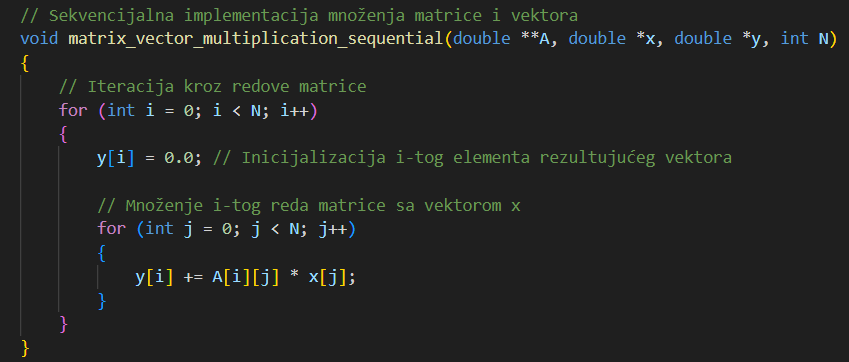 // Sekvencijalna implementacija množenja matrice i vektora
void matrix_vector_multiplication_sequential(double **A, double *x, double *y, int N)
{
    // Iteracija kroz redove matrice
    for (int i = 0; i < N; i++)
    {
        y[i] = 0.0; // Inicijalizacija i-tog elementa rezultujućeg vektora

        // Množenje i-tog reda matrice sa vektorom x
        for (int j = 0; j < N; j++)
        {
            y[i] += A[i][j] * x[j];
        }
    }
}